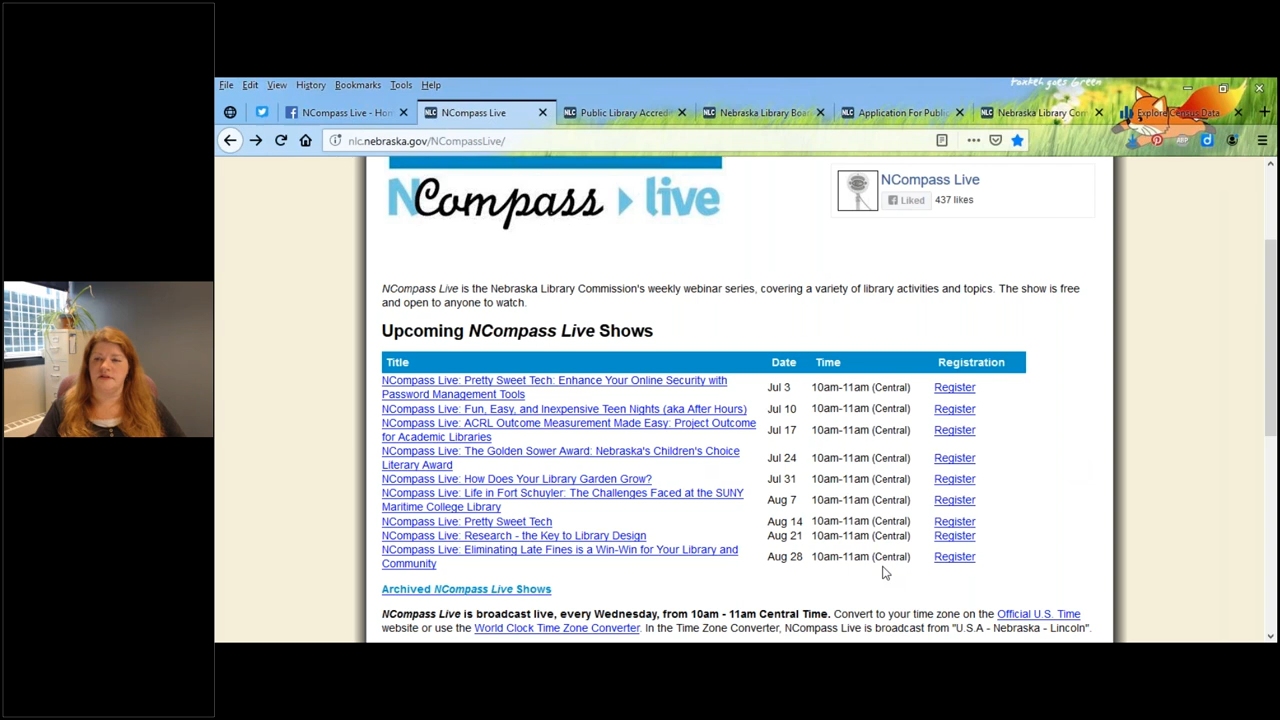 Firefox goes Green
File Edit View History Bookmarks Tools Help
NCompass Live - Hom NCompass Live Public Library Accredi Nebraska Library Boar Application For Public Nebraska Library Com Explore Census Data
nlc.nebraska.gov/NCompassLive/
NCompass live
NCompass Live
Liked 437 likes
NCompass Live is the Nebraska Library Commission's weekly webinar series, covering a variety of library activities and topics. The show is free
and open to anyone to watch.
Upcoming NCompass Live Shows
Title Date Time Registration
NCompass Live: Pretty Sweet Tech: Enhance Your Online Security with
Password Management Tools Jul 3 10am-11am (Central) Register
NCompass Live: Fun, Easy, and Inexpensive Teen Nights (aka After Hours) Jul 10 10am-11am (Central) Register
NCompass Live: ACRL Outcome Measurement Made Easy: Project Outcome
for Academic Libraries Jul 17 10am-11am (Central) Register
NCompass Live: The Golden Sower Award: Nebraska's Children's Choice
Literary Award Jul 24 10am-11am (Central) Register
NCompass Live: How Does Your Library Garden Grow? Jul 31 10am-11am (Central) Register
NCompass Live: Life in Fort Schuyler: The Challenges Faced at the SUNY
Maritime College Library Aug 7 10am-11am (Central) Register
NCompass Live: Pretty Sweet Tech Aug 14 10am-11am (Central) Register
NCompass Live: Research - the Key to Library Design Aug 21 10am-11am (Central) Register
NCompass Live: Eliminating Late Fines is a Win-Win for Your Library and
Community Aug 28 10am-11am (Central) Register
Archived NCompass Live Shows
NCompass Live is broadcast live, every Wednesday, from 10am - 11am Central Time. Convert to your time zone on the Official U.S. Time
website or use the World Clock Time Zone Converter. In the Time Zone Converter, NCompass Live is broadcast from "U.S.A - Nebraska - Lincoln".